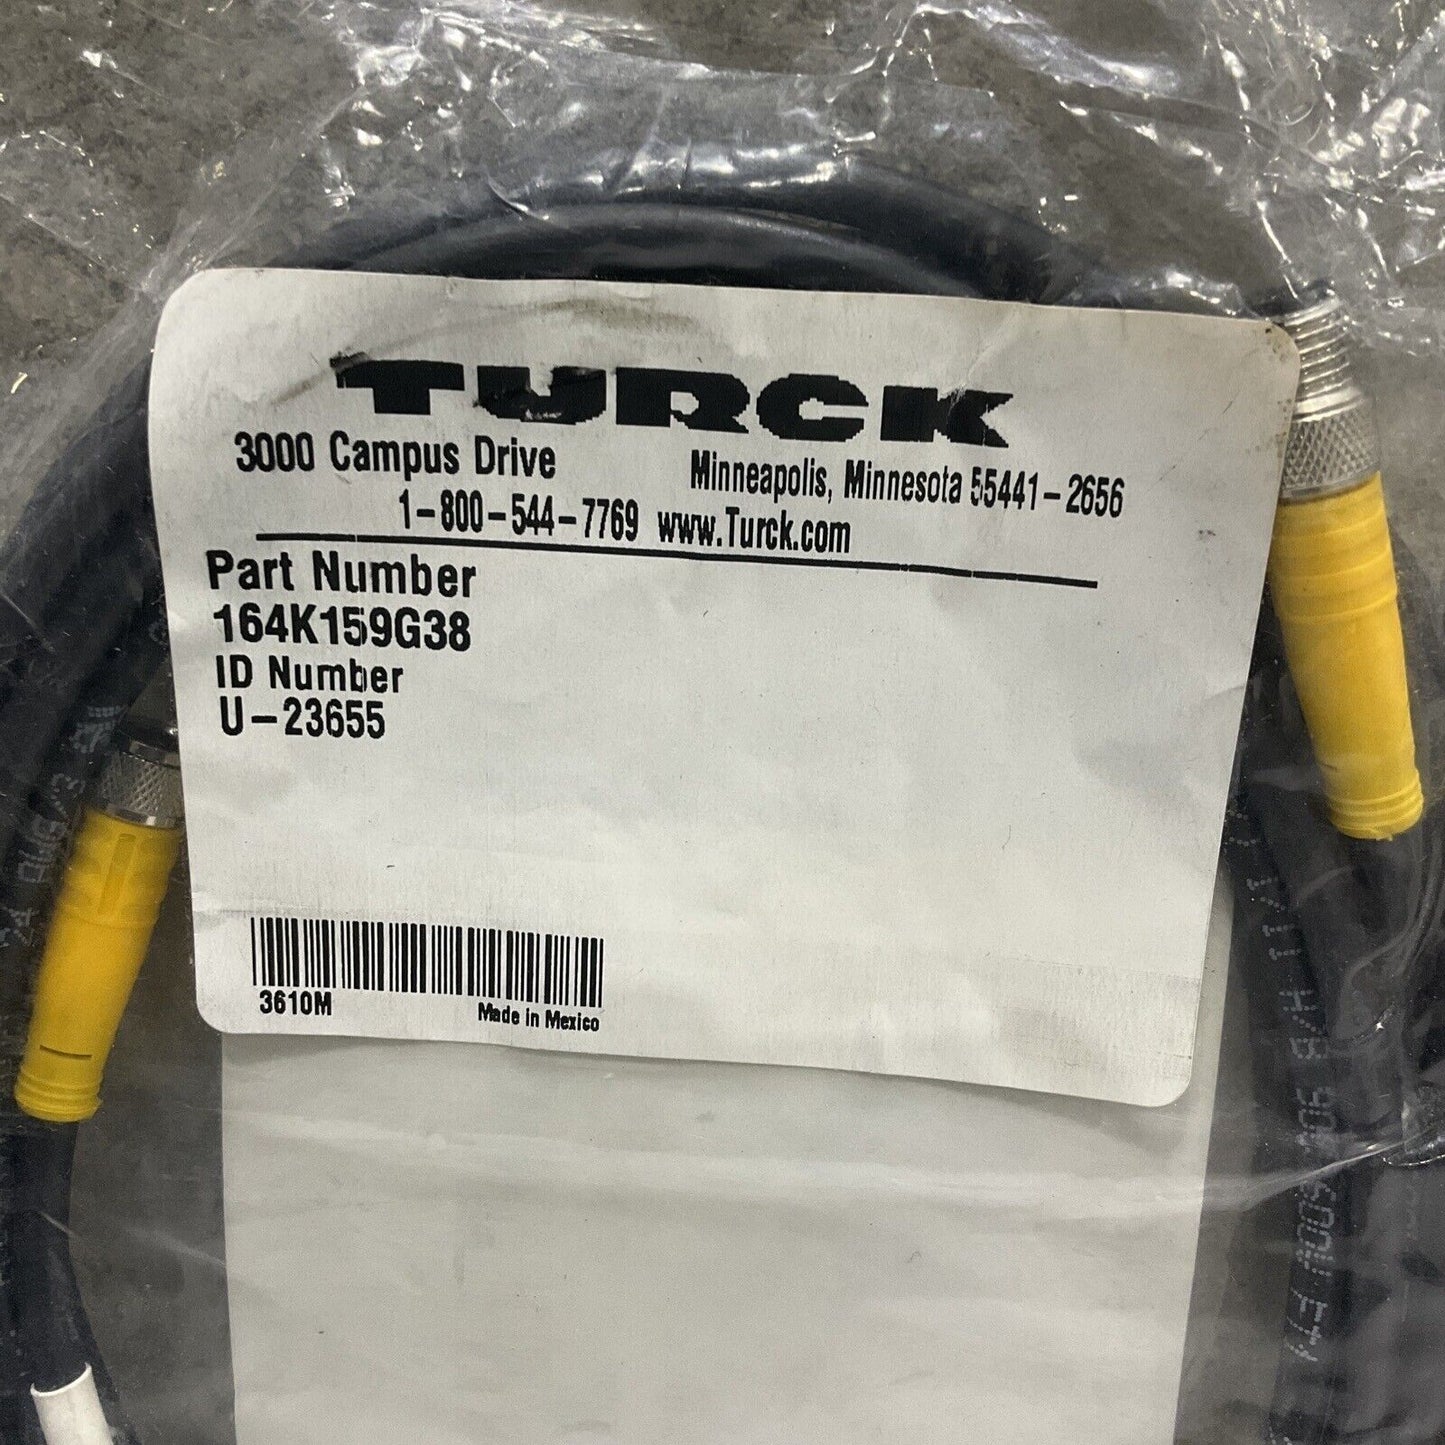 TURCK
3000 Campus Drive Minneapolis, Minnesota 55441-2656
1-800-544-7769 www.Turck.com
Part Number
164K159G38
ID Number
U-23655
3610M Made in Mexico